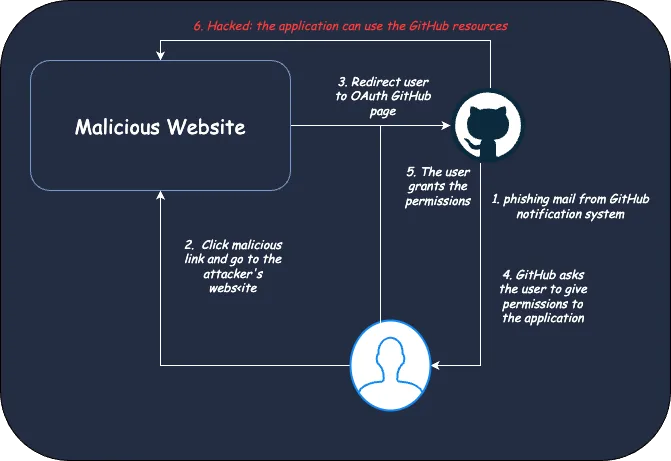 6. Hacked: the application can use the GitHub resources
3. Redirect user
to OAuth GitHub
page
Malicious Website
5. The user
grants the
permissions
1. phishing mail from GitHub
notification system
2. Click malicious
link and go to the
attacker's
webs<ite
4. GitHub asks
the user to give
permissions to
the application